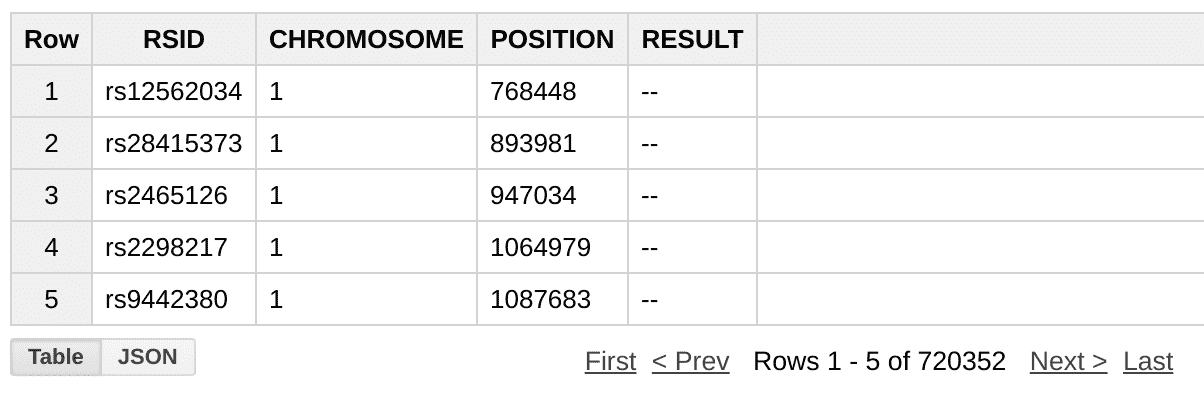 Row RSID CHROMOSOME POSITION RESULT
1 rs12562034 1 768448 --
2 rs28415373 1 893981 --
3 rs2465126 1 947034 --
4 rs2298217 1 1064979 --
5 rs9442380 1 1087683 --
Table JSON First < Prev Rows 1 - 5 of 720352 Next > Last